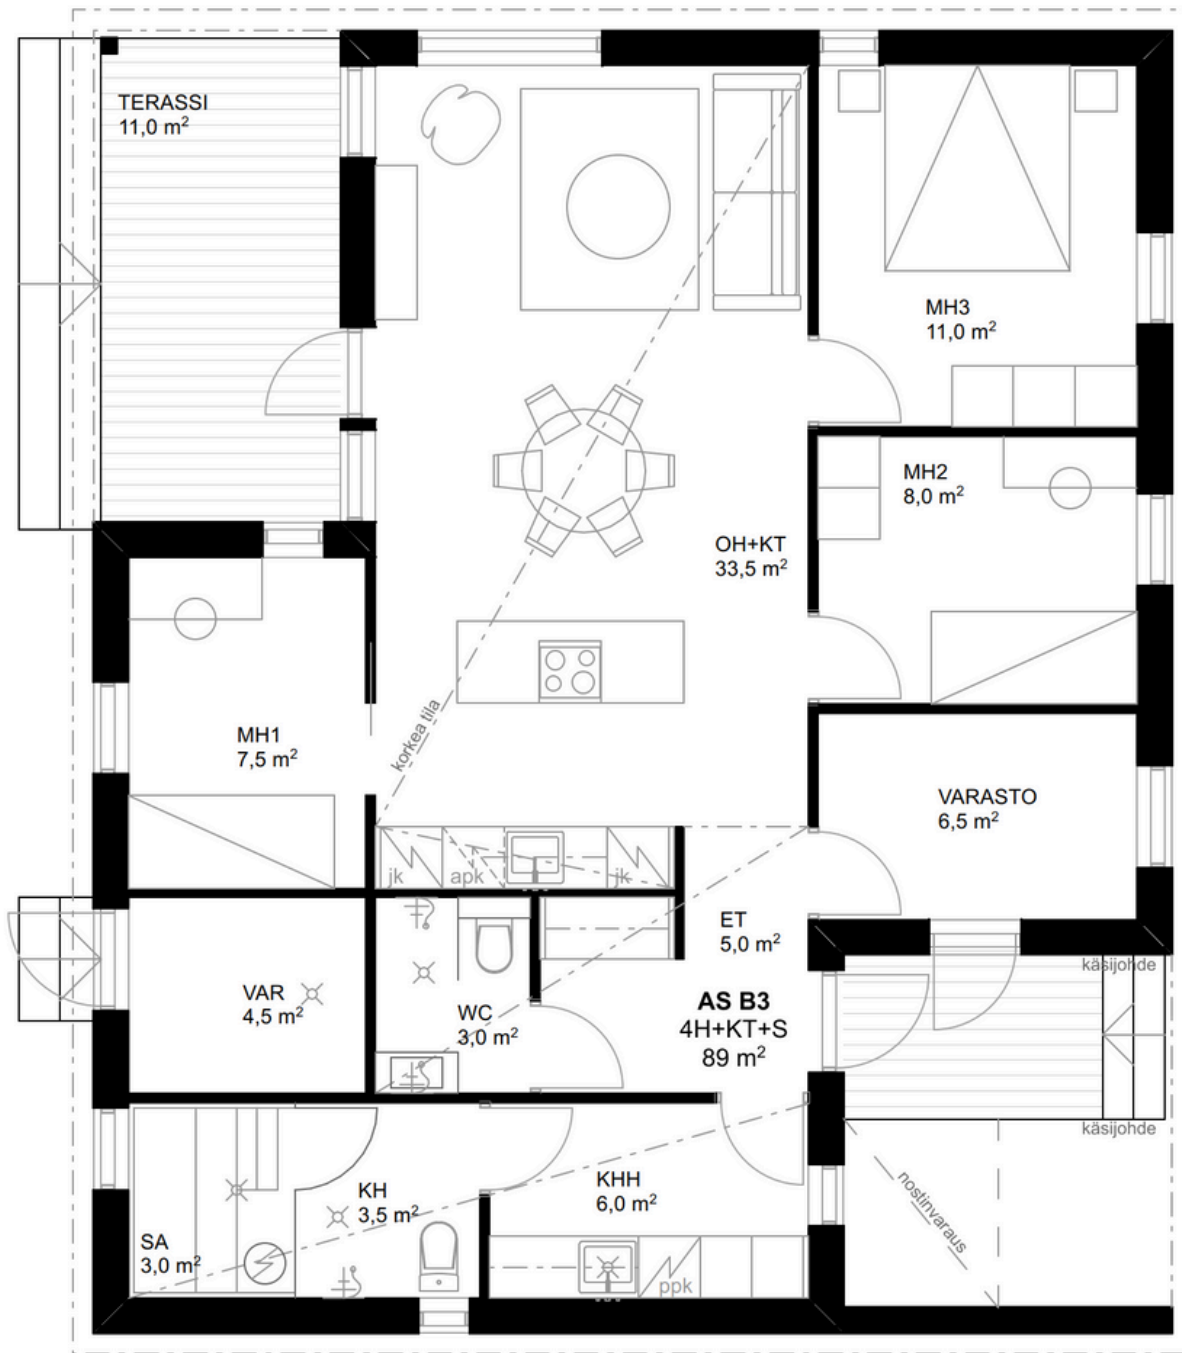 TERASSI
11,0 m²
MH3
11,0 m²
MH2
8,0 m²
OH+KT
33,5 m²
korkea tila
MH1
7,5 m²
VARASTO
6,5 m²
jk
apk
jk
ET
5,0 m²
käsijohde
VAR
4,5 m²
WC
3,0 m²
AS B3
4H+KT+S
89 m²
käsijohde
nostinvaraus
KH
3,5 m²
KHH
6,0 m²
SA
3,0 m²
ppk